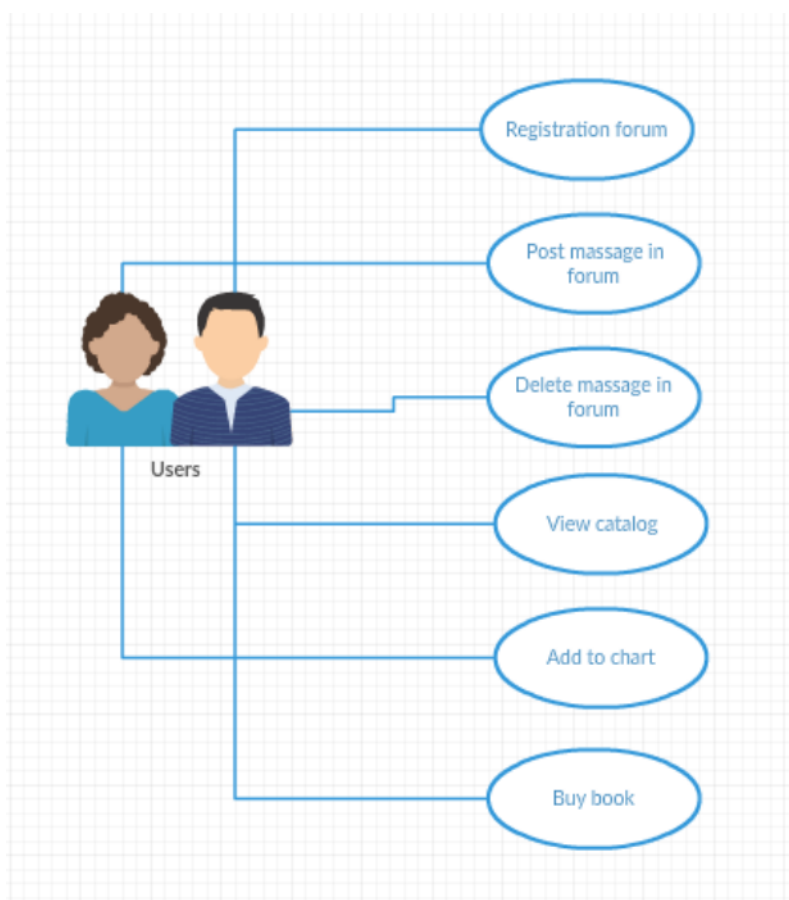 Registration forum
Post massage in
forum
Delete massage in
forum
Users
View catalog
Add to chart
Buy book